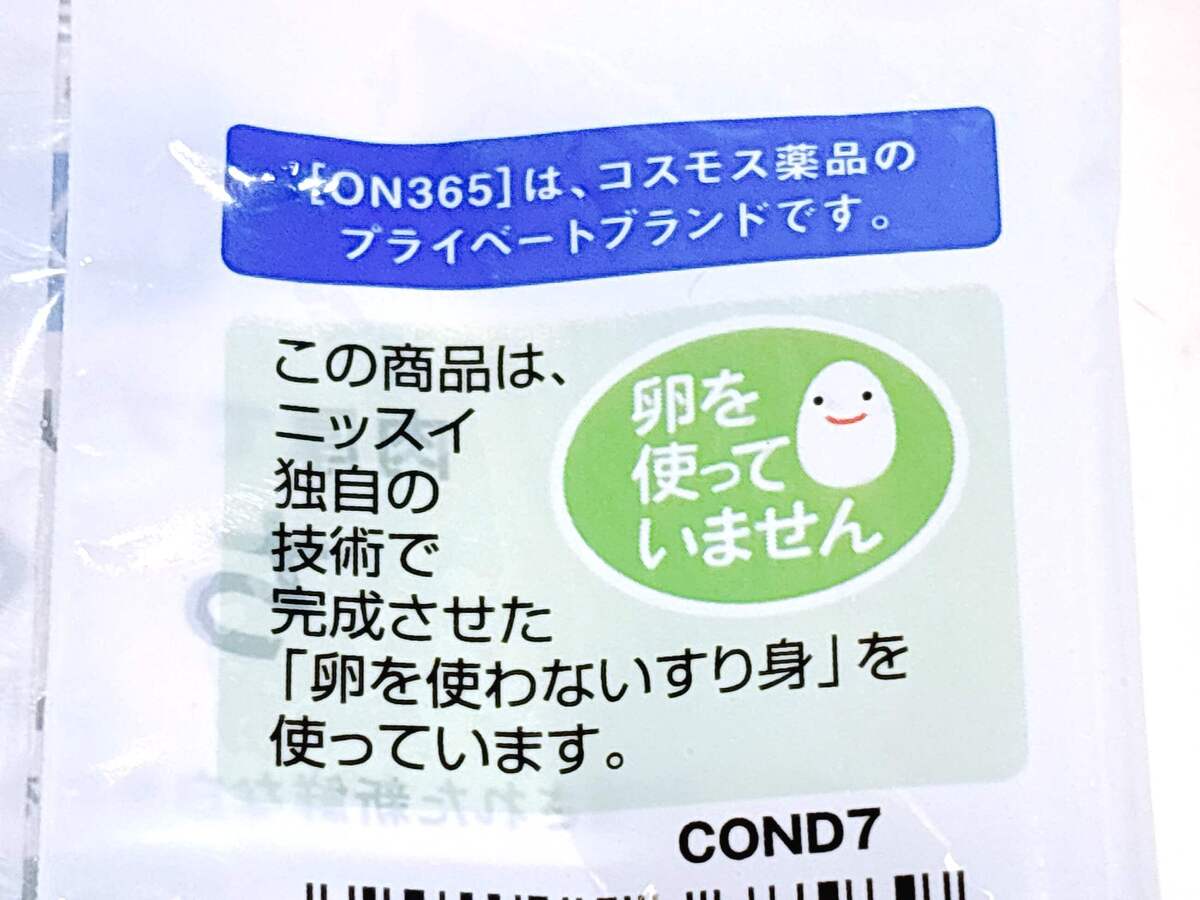 [ON365]は、コスモス薬品の
プライベートブランドです。
この商品は、
ニッスイ
独自の
技術で
完成させた
「卵を使わないすり身」を
使っています。
卵を
使って
いません
COND7